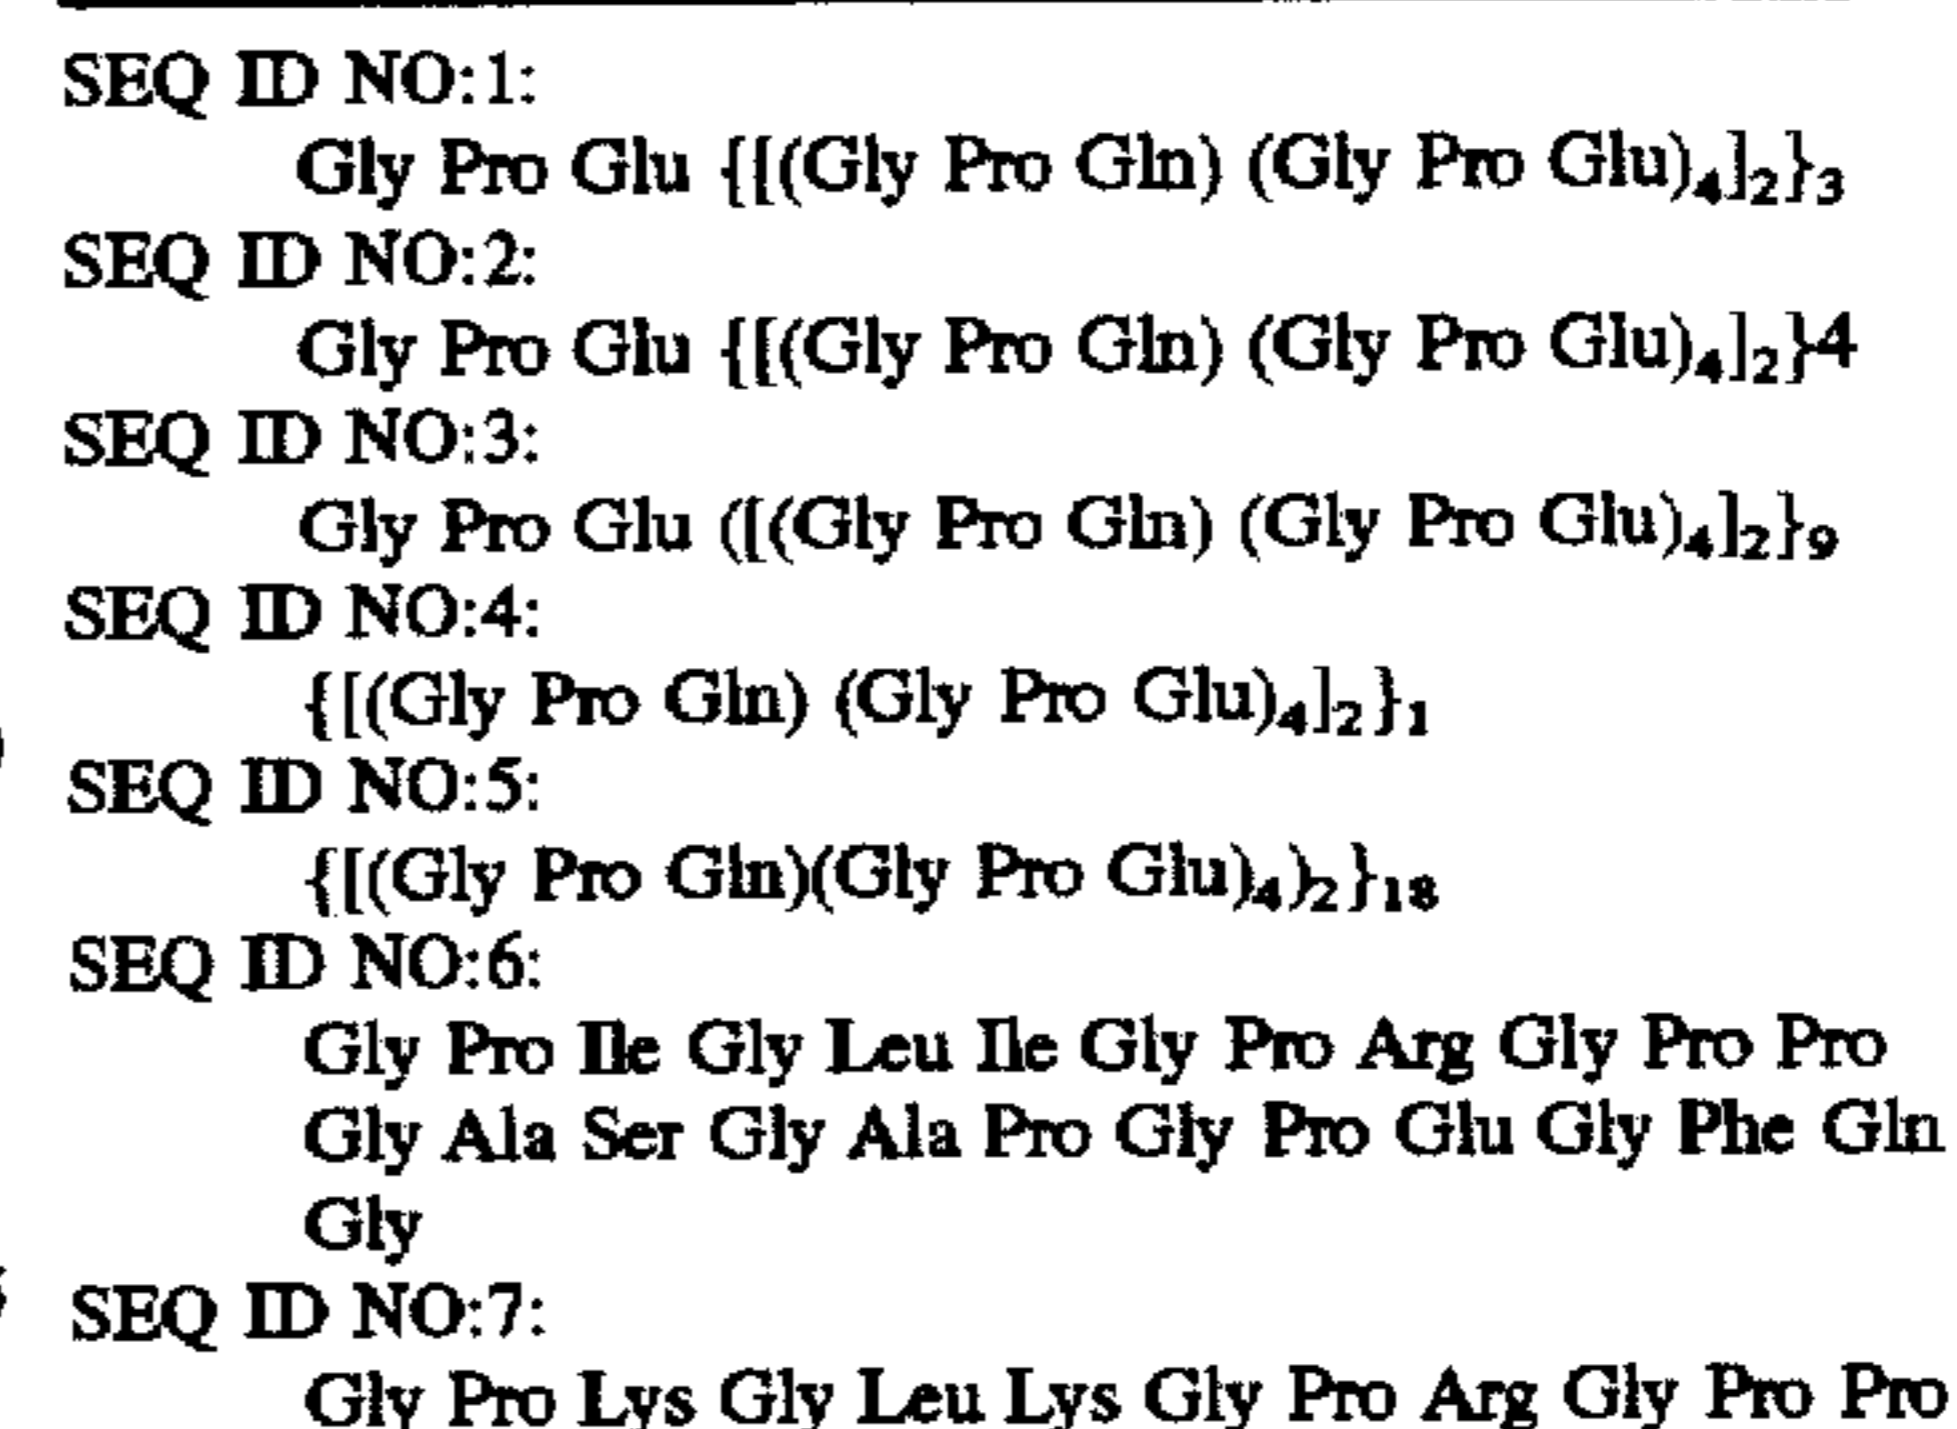 SEQ ID NO:1:
Gly Pro Glu {[(Gly Pro Gln) (Gly Pro Glu)₄]₂}₃
SEQ ID NO:2:
Gly Pro Glu {[(Gly Pro Gln) (Gly Pro Glu)₄]₂}4
SEQ ID NO:3:
Gly Pro Glu ([(Gly Pro Gln) (Gly Pro Glu)₄]₂}₉
SEQ ID NO:4:
{[(Gly Pro Gln) (Gly Pro Glu)₄]₂}₁
SEQ ID NO:5:
{[(Gly Pro Gln)(Gly Pro Glu)₄}₂}₁₈
SEQ ID NO:6:
Gly Pro Ile Gly Leu Ile Gly Pro Arg Gly Pro Pro
Gly Ala Ser Gly Ala Pro Gly Pro Glu Gly Phe Gln
Gly
SEQ ID NO:7:
Gly Pro Lys Gly Leu Lys Gly Pro Arg Gly Pro Pro